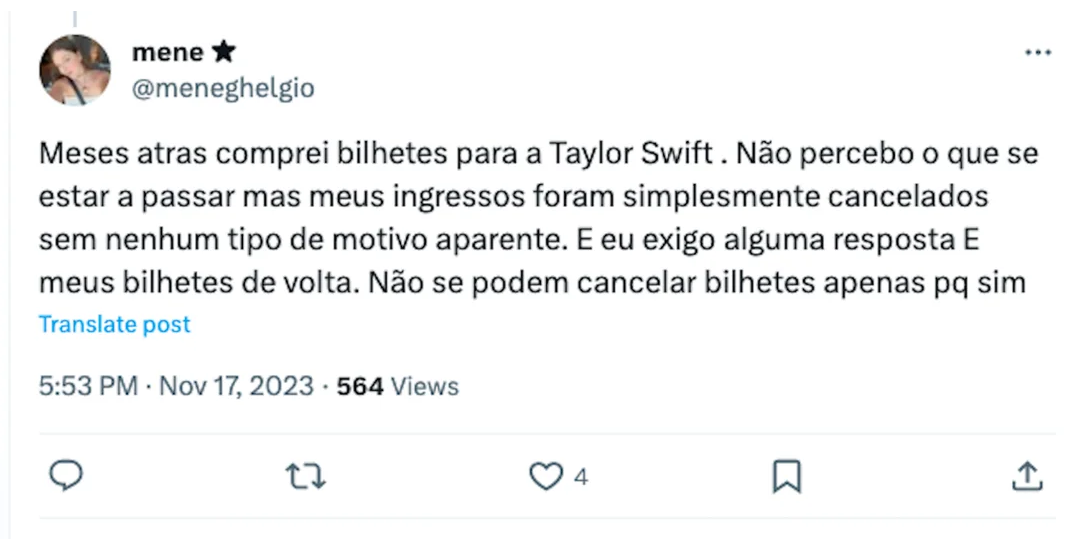 mene ★
@meneghelgio
Meses atras comprei bilhetes para a Taylor Swift . Não percebo o que se
estar a passar mas meus ingressos foram simplesmente cancelados
sem nenhum tipo de motivo aparente. E eu exigo alguma resposta E
meus bilhetes de volta. Não se podem cancelar bilhetes apenas pq sim
Translate post
5:53 PM · Nov 17, 2023 · 564 Views
4